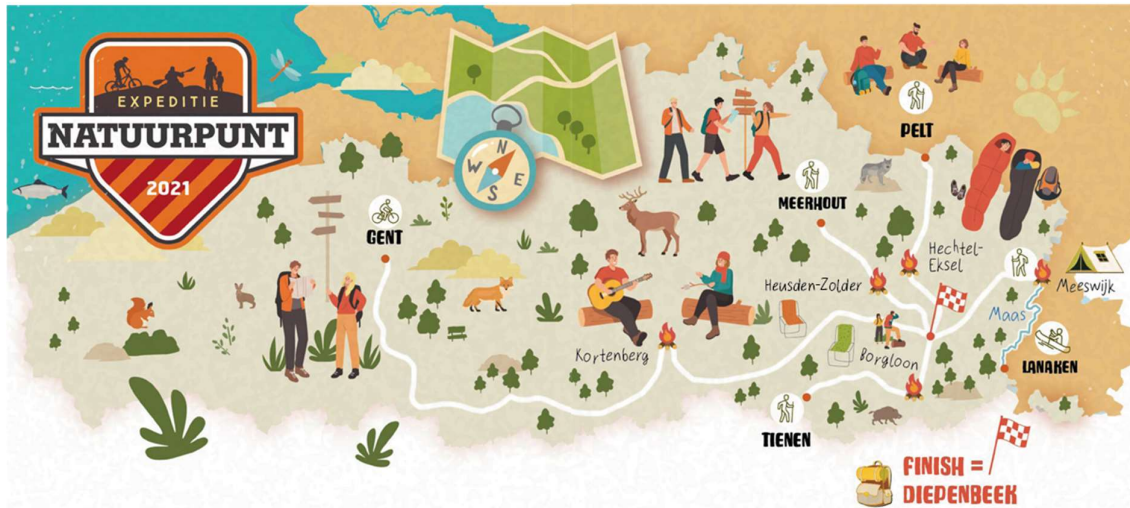 EXPEDITIE
NATUURPUNT
2021
N
W
E
S
PELT
MEERHOUT
GENT
Hechtel-
Eksel
Heusden-Zolder
Meeswijk
Maas
Kortenberg
Borgloon
LANAKEN
TIENEN
FINISH =
DIEPENBEEK